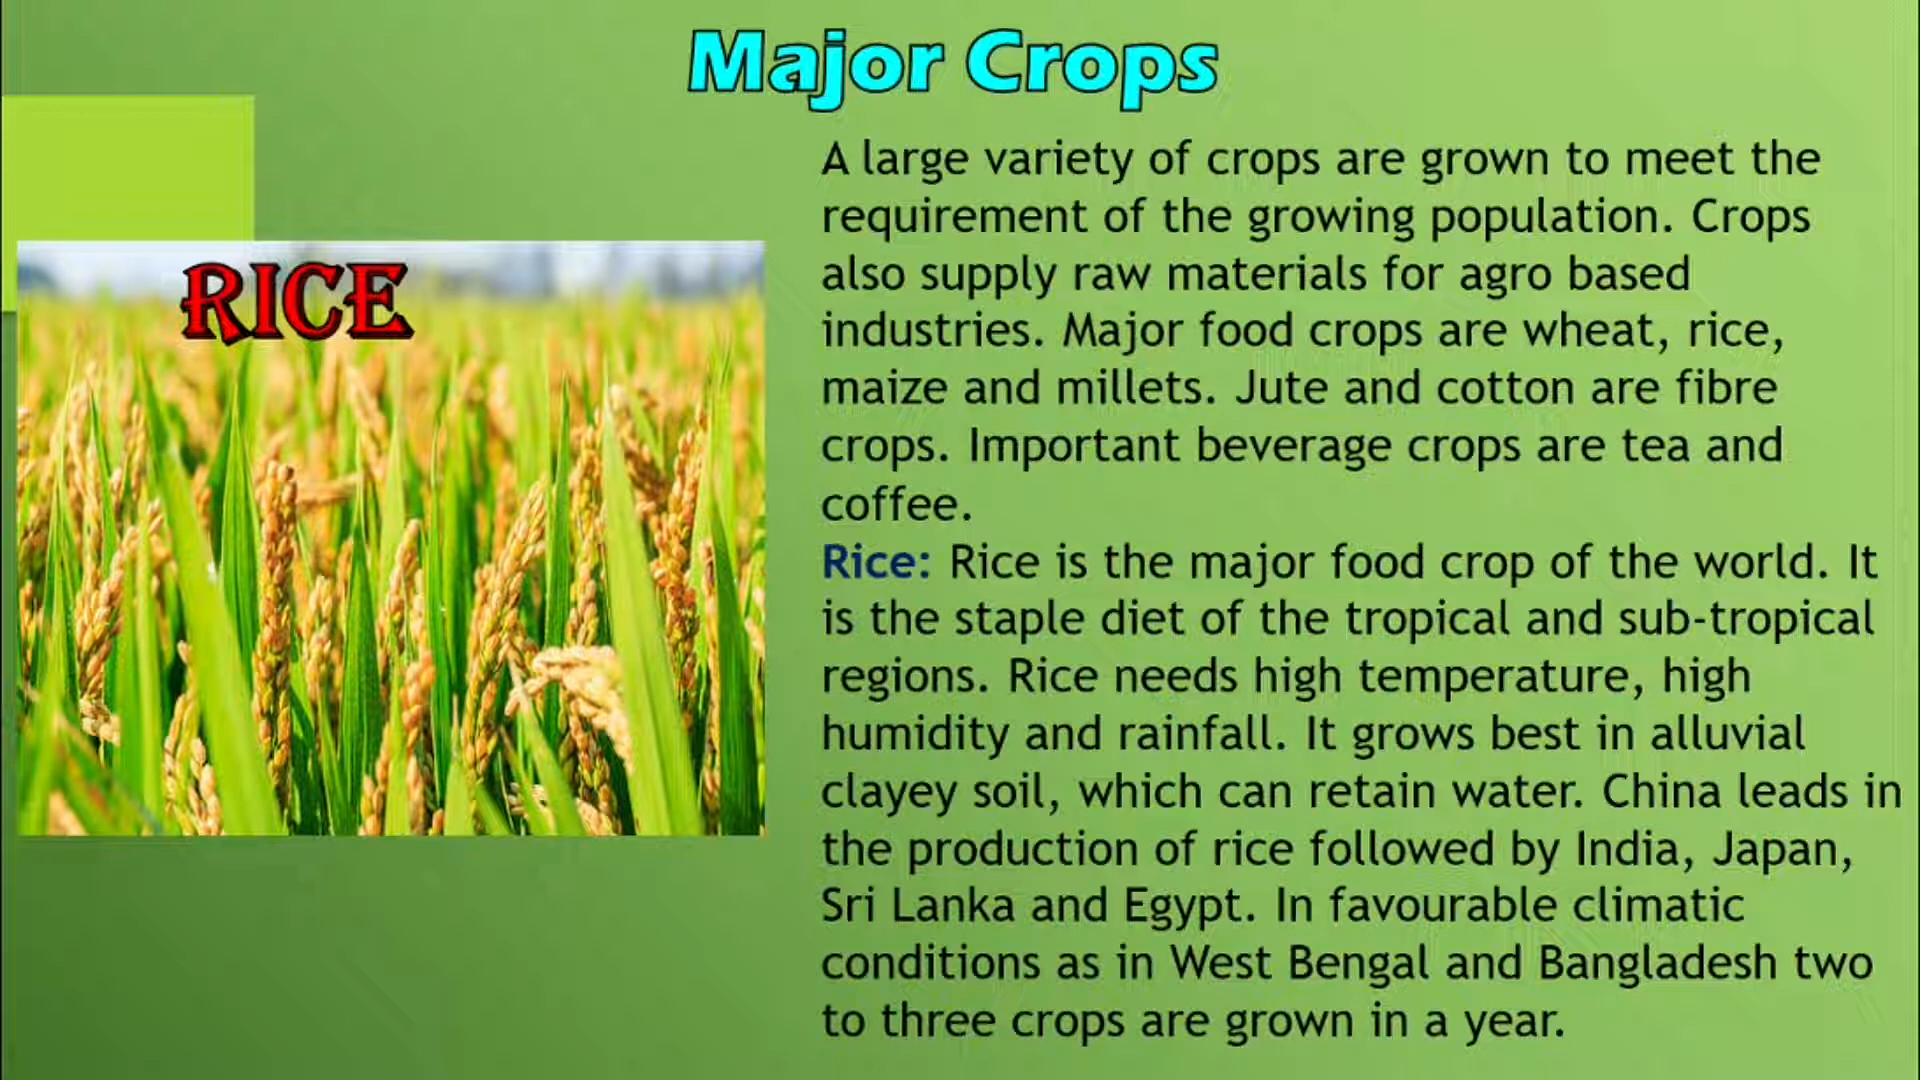 Major Crops
RICE
A large variety of crops are grown to meet the
requirement of the growing population. Crops
also supply raw materials for agro based
industries. Major food crops are wheat, rice,
maize and millets. Jute and cotton are fibre
crops. Important beverage crops are tea and
coffee.
Rice: Rice is the major food crop of the world. It
is the staple diet of the tropical and sub-tropical
regions. Rice needs high temperature, high
humidity and rainfall. It grows best in alluvial
clayey soil, which can retain water. China leads in
the production of rice followed by India, Japan,
Sri Lanka and Egypt. In favourable climatic
conditions as in West Bengal and Bangladesh two
to three crops are grown in a year.